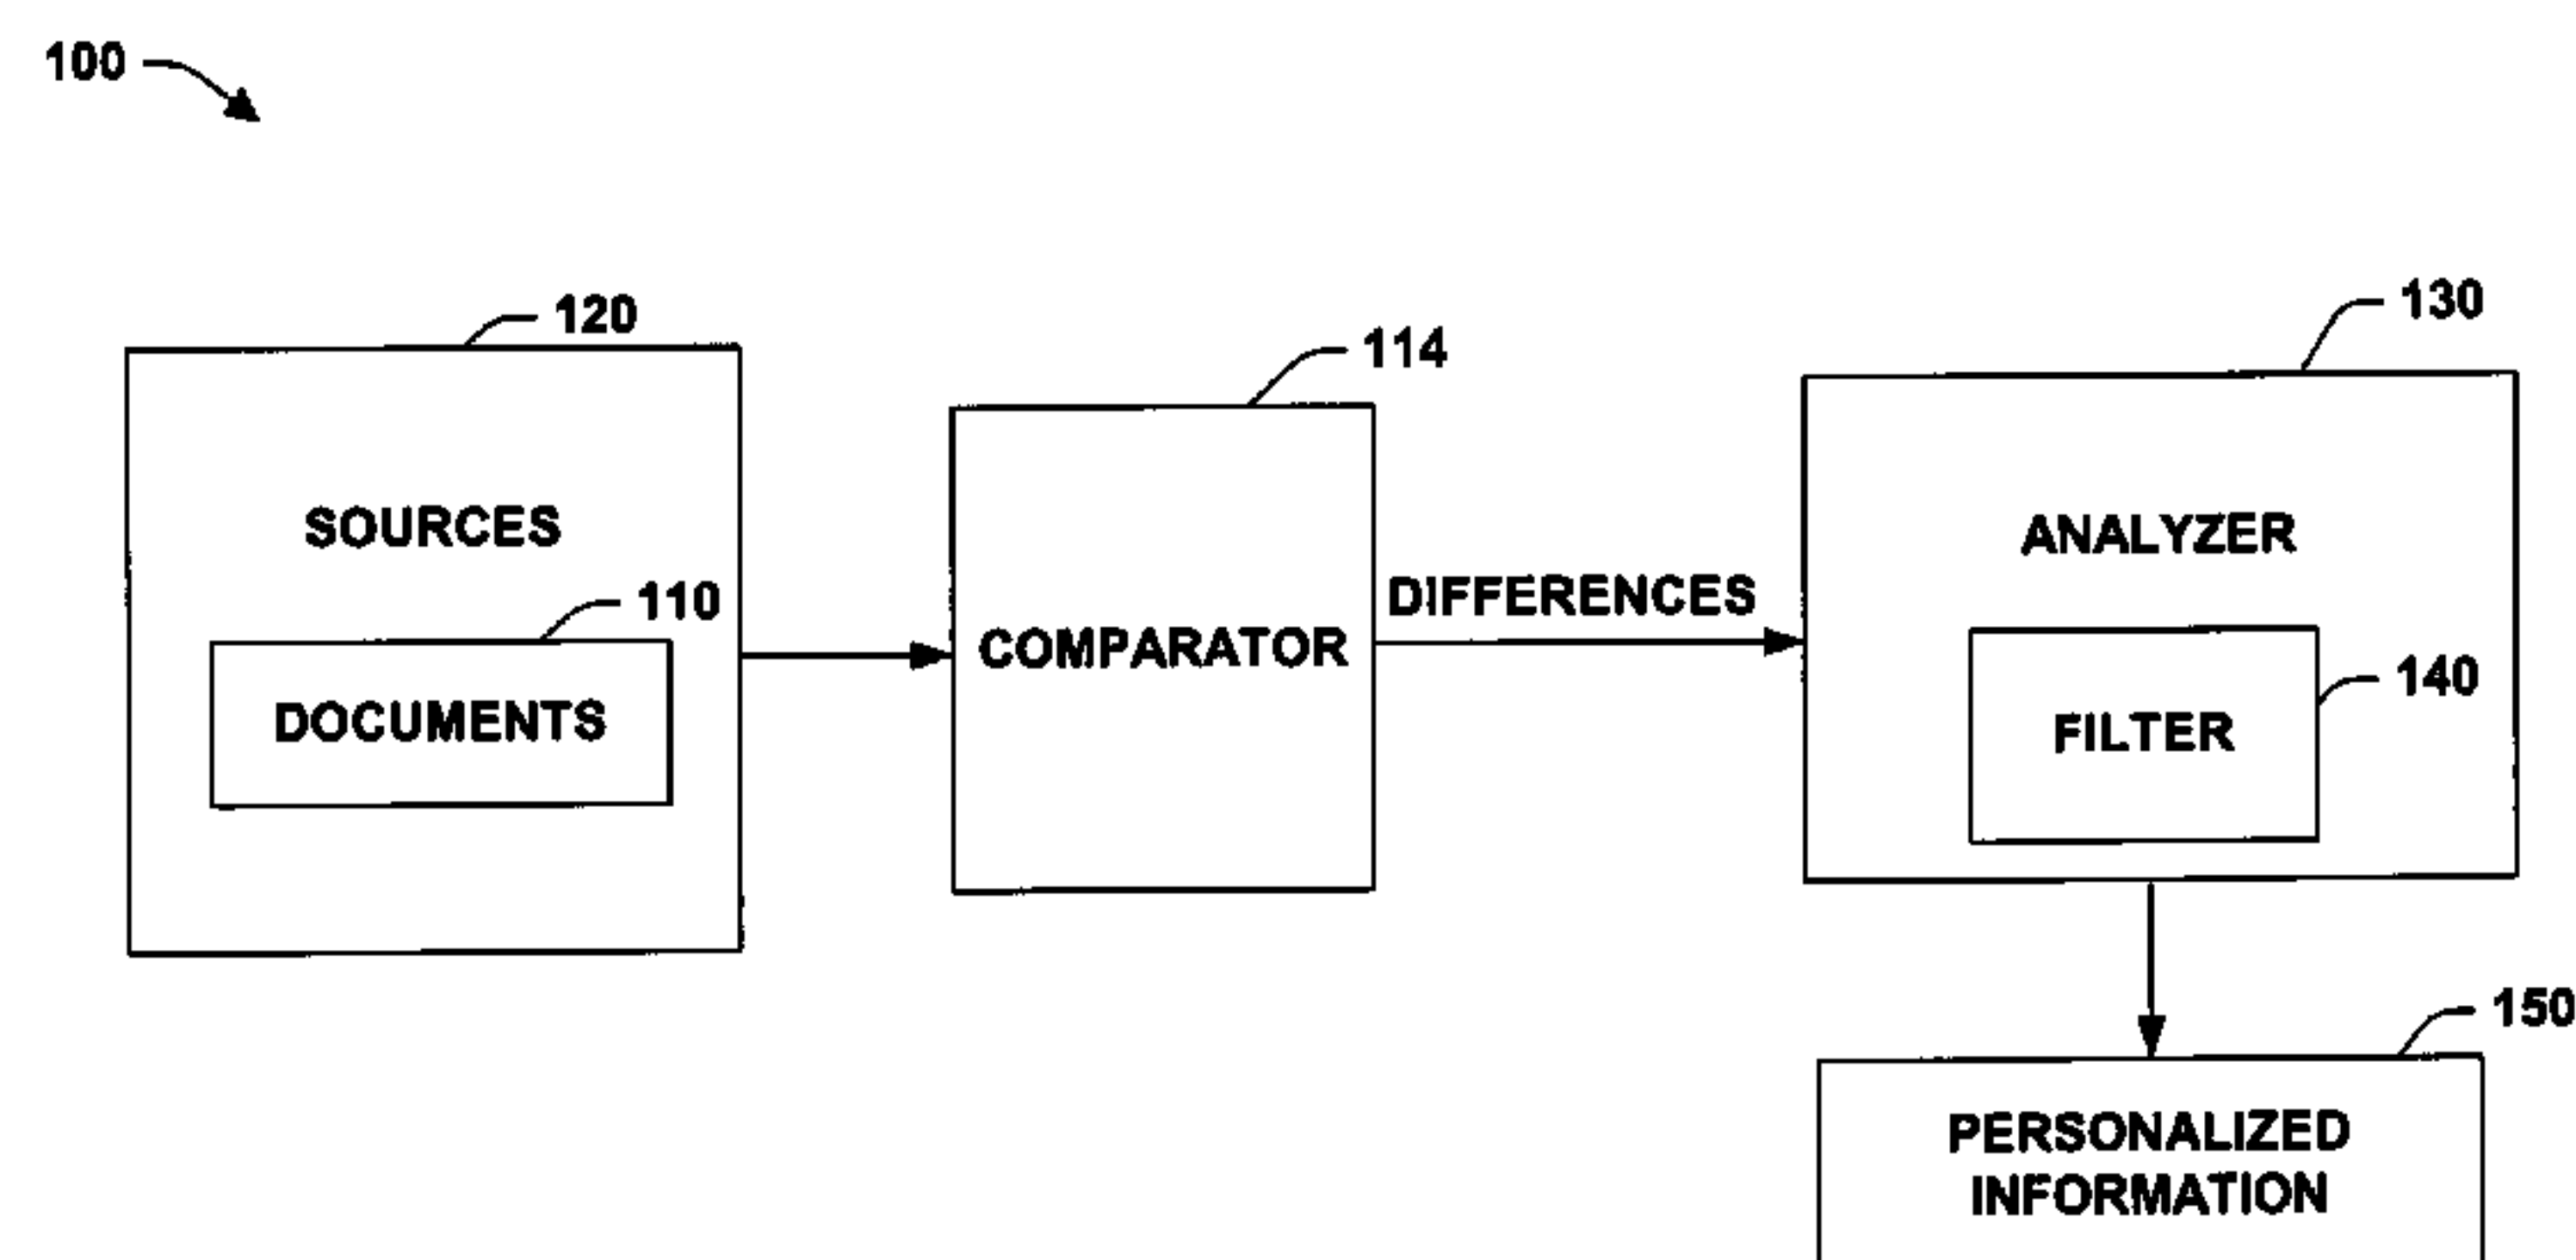 100
120
114
130
SOURCES
ANALYZER
110
DIFFERENCES
COMPARATOR
140
DOCUMENTS
FILTER
150
PERSONALIZED
INFORMATION